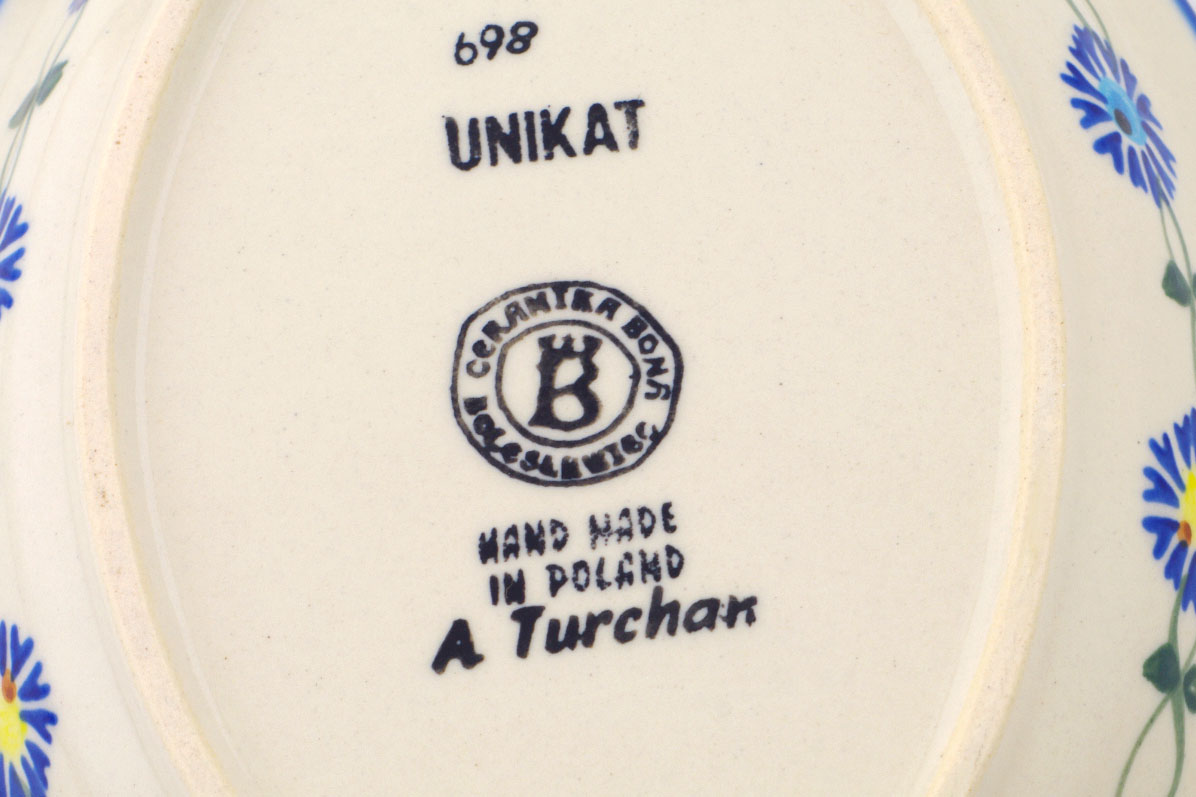 698
UNIKAT
CERAMIKA BONA
BOLESŁAWIEC
B
HAND MADE
IN POLAND
A Turchan